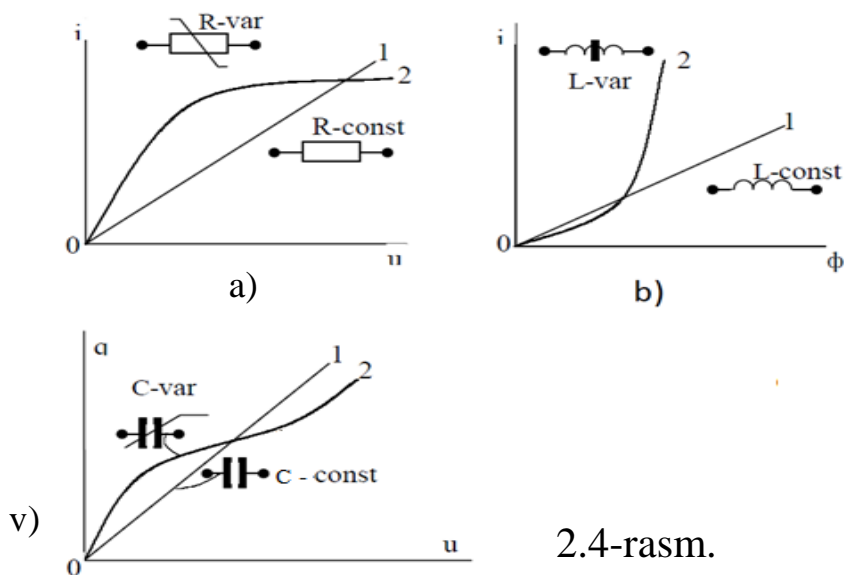 R-var
i
1
2
R-const
0
u
a)
i
L-var
2
1
L-const
0
ф
b)
q
C-var
1
2
C - const
v)
0
u
2.4-rasm.